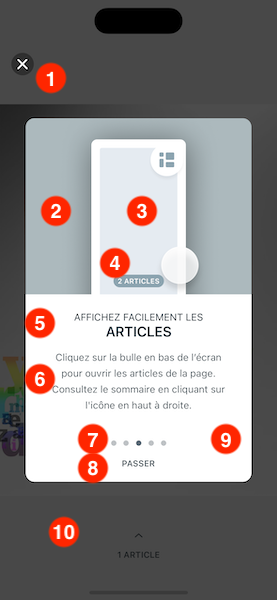 1
2
3
4
2 ARTICLES
5
AFFICHEZ FACILEMENT LES
ARTICLES
6
Cliquez sur la bulle en bas de l'écran
pour ouvrir les articles de la page.
Consultez le sommaire en cliquant sur
l'icône en haut à droite.
7
9
8
PASSER
10
1 ARTICLE